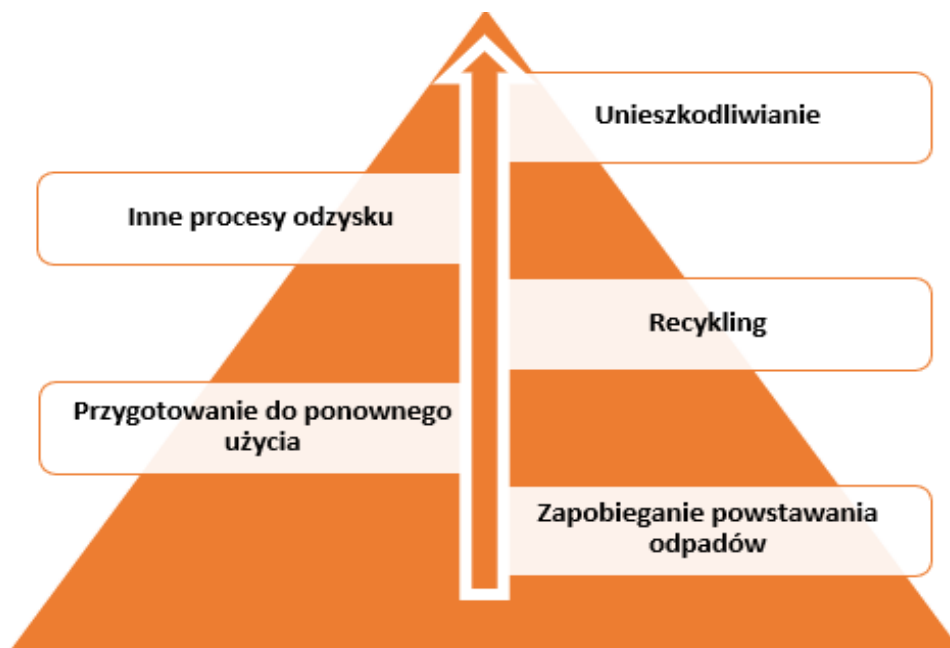 Unieszkodliwianie
Inne procesy odzysku
Recykling
Przygotowanie do ponownego
użycia
Zapobieganie powstawania
odpadów